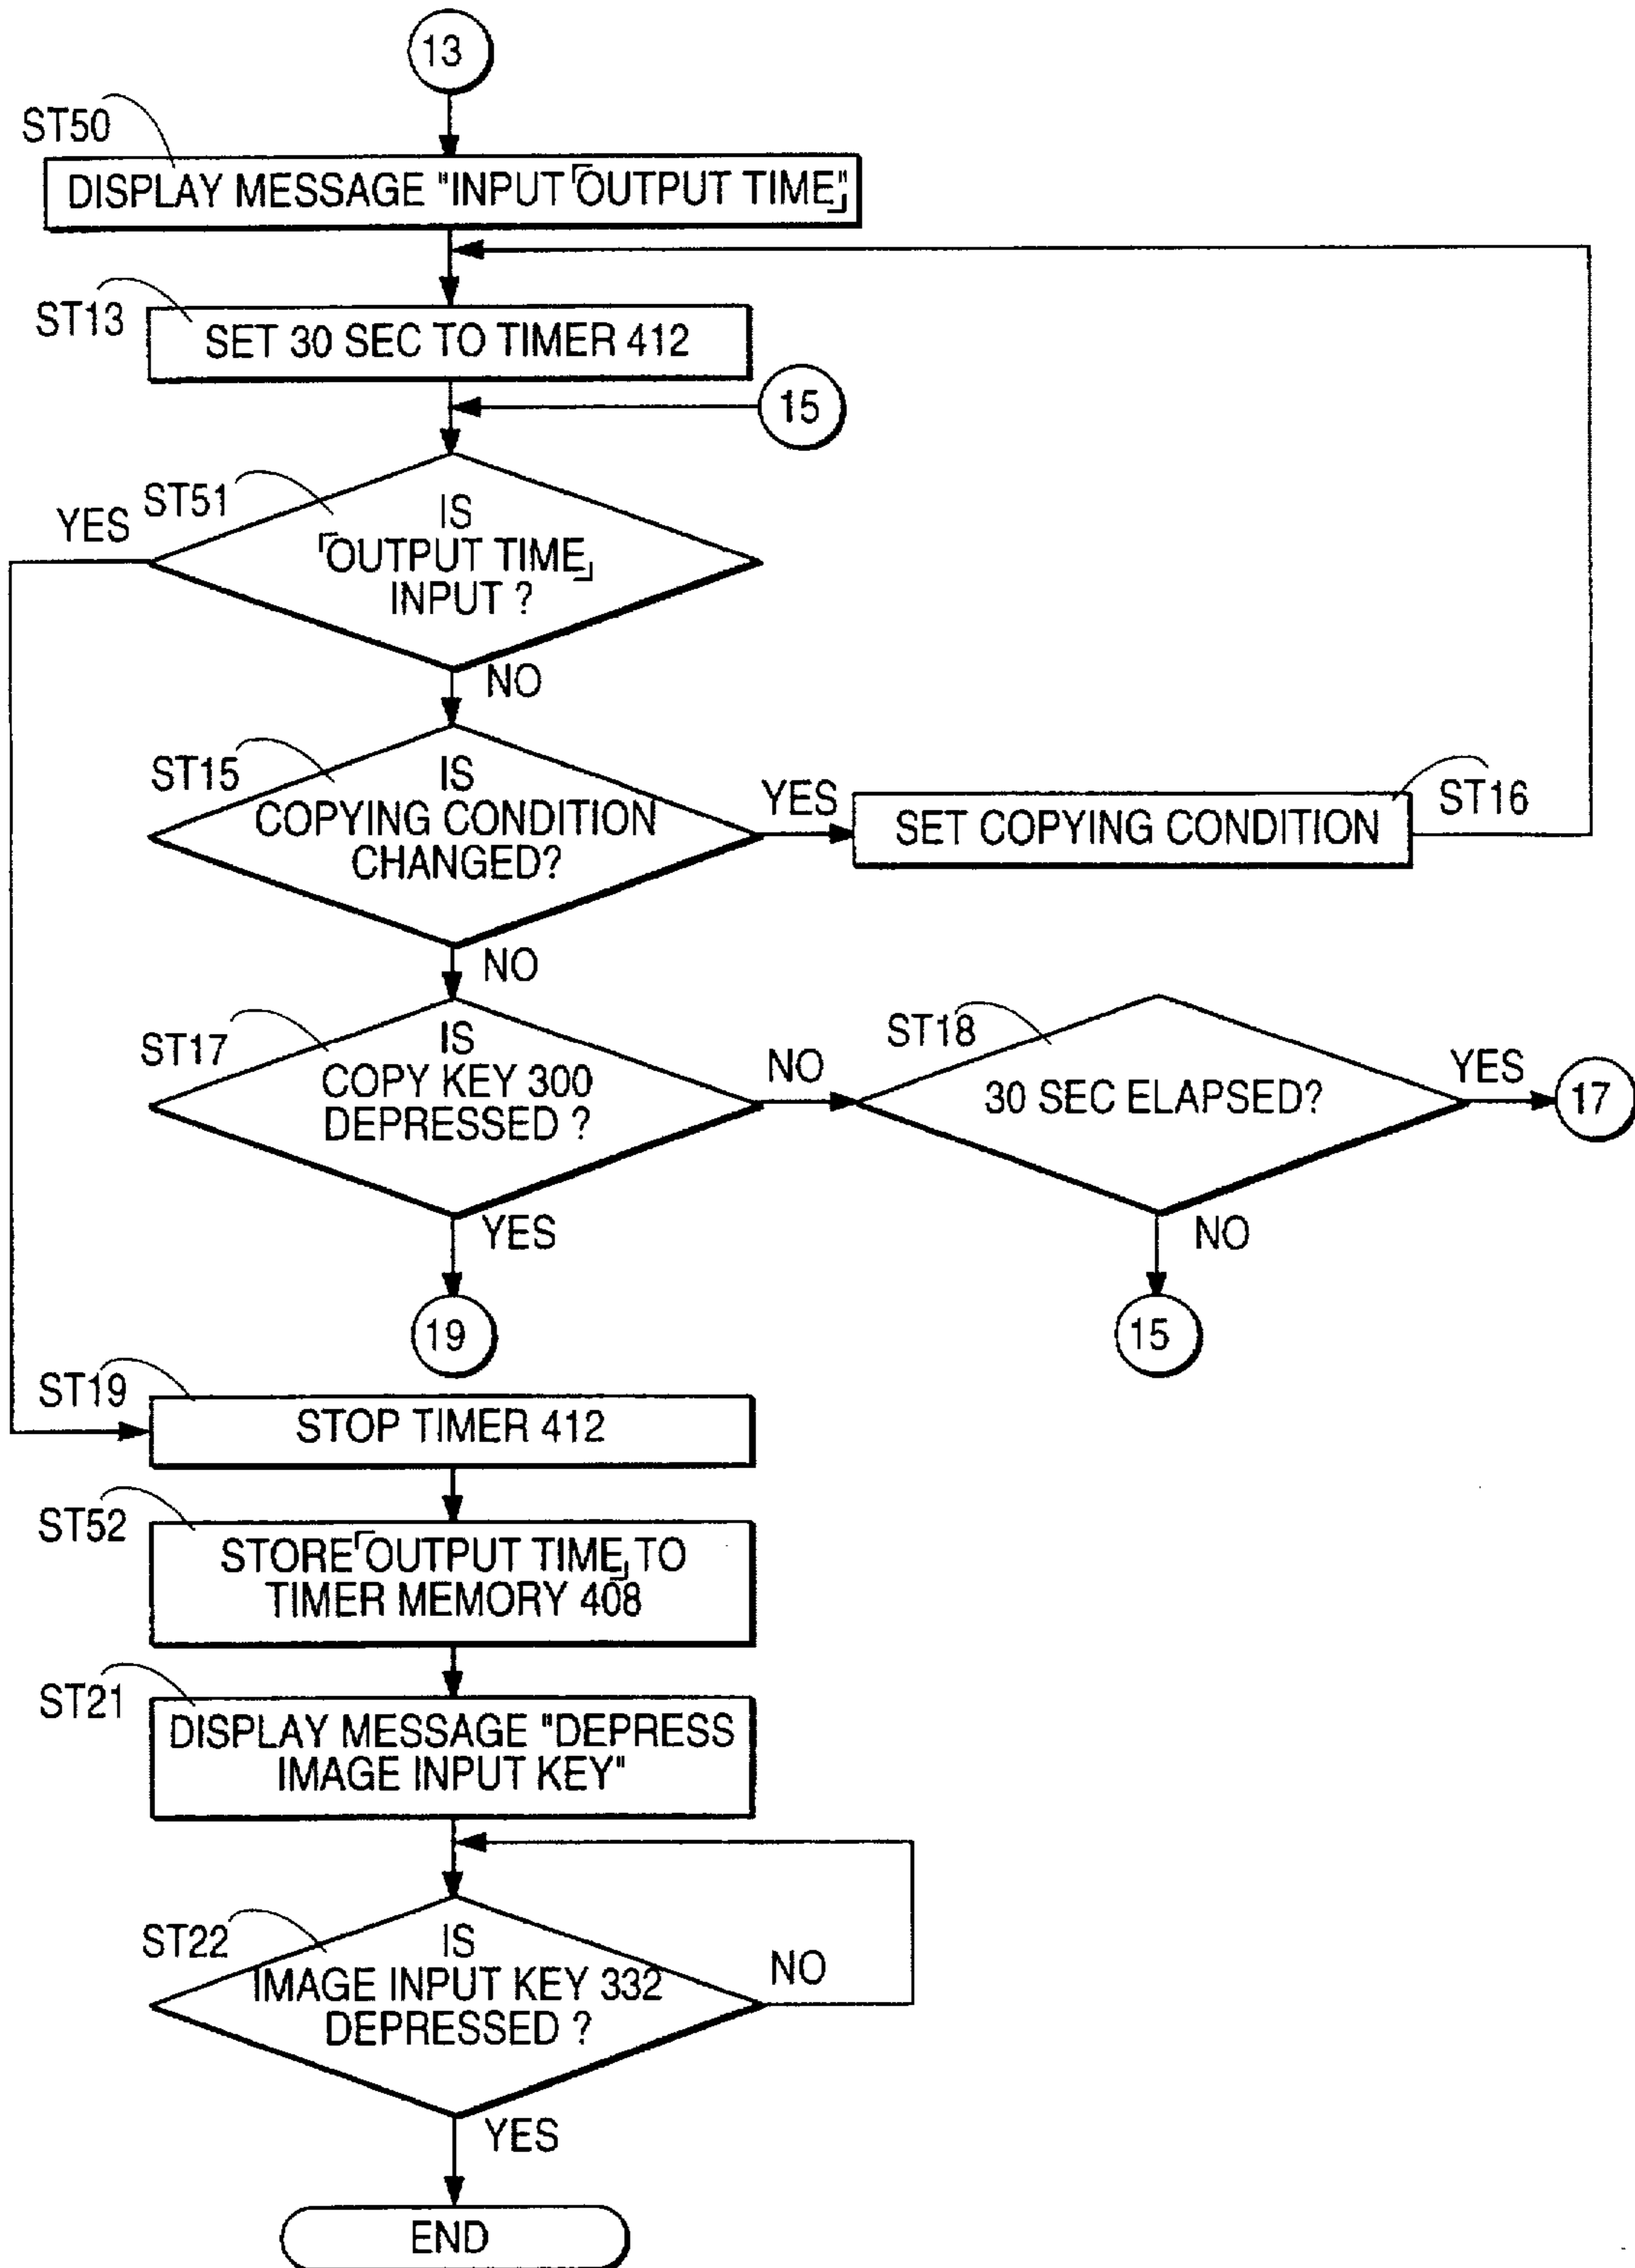 13
ST50
DISPLAY MESSAGE "INPUT「OUTPUT TIME」"
ST13
SET 30 SEC TO TIMER 412
15
ST51
YES
IS
「OUTPUT TIME」
INPUT ?
NO
ST15
IS
COPYING CONDITION
CHANGED?
YES
SET COPYING CONDITION
ST16
NO
ST17
IS
COPY KEY 300
DEPRESSED ?
NO
ST18
30 SEC ELAPSED?
YES
17
YES
NO
19
15
ST19
STOP TIMER 412
ST52
STORE「OUTPUT TIME」TO
TIMER MEMORY 408
ST21
DISPLAY MESSAGE "DEPRESS
IMAGE INPUT KEY"
ST22
IS
IMAGE INPUT KEY 332
DEPRESSED ?
NO
YES
END